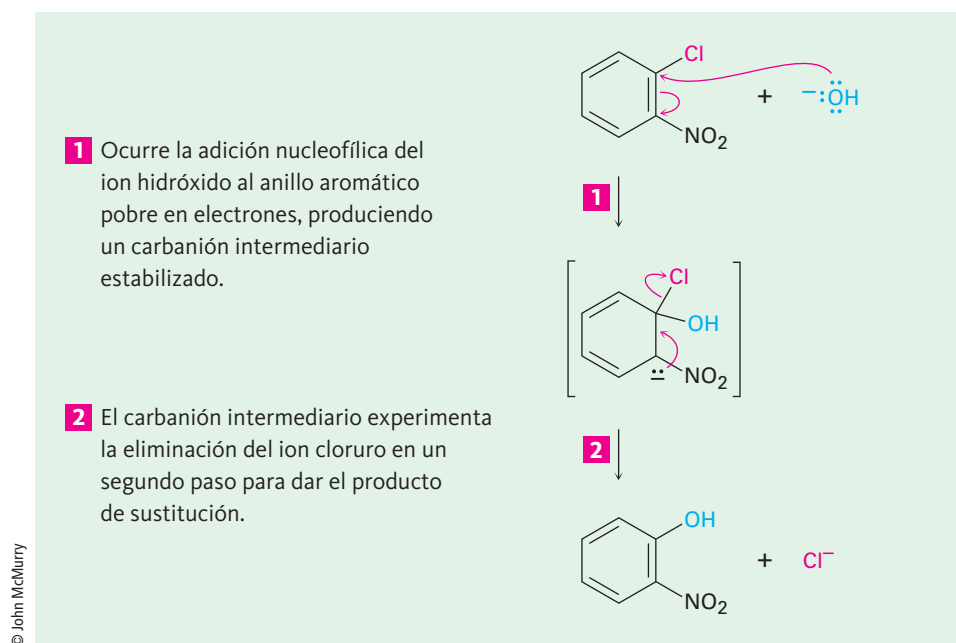 Cl
+ −:ÖH
NO2
1 Ocurre la adición nucleofílica del
ion hidróxido al anillo aromático
pobre en electrones, produciendo
un carbanión intermediario
estabilizado.
1
Cl
OH
NO2
2 El carbanión intermediario experimenta
la eliminación del ion cloruro en un
segundo paso para dar el producto
de sustitución.
2
OH
+ Cl−
NO2
© John McMurry